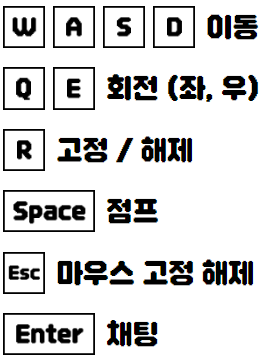 W A S D 이동
Q E 회전 (좌, 우)
R 고정 / 해제
Space 점프
Esc 마우스 고정 해제
Enter 채팅